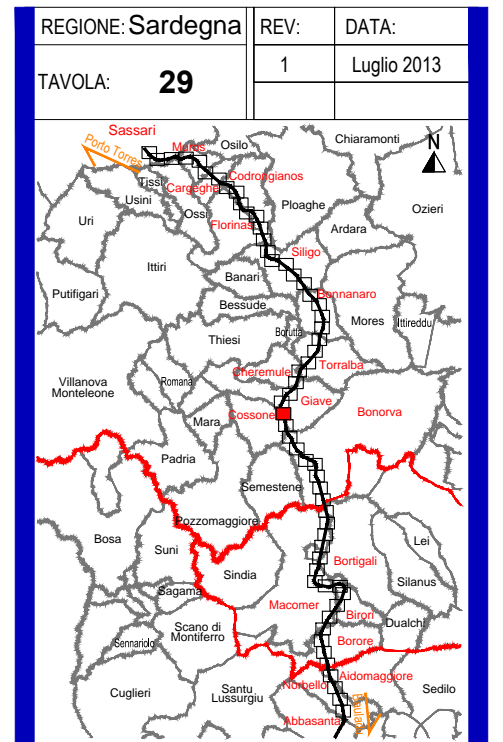 REGIONE: Sardegna
REV:
DATA:
TAVOLA: 29
1
Luglio 2013
Sassari
Porto Torres
Muros
Osilo
Chiaramonti
N
Tissi
Cargeghe
Codrongianos
Usini
Ossi
Ploaghe
Ozieri
Uri
Florinas
Ardara
Siligo
Ittiri
Banari
Putifigari
Bessude
Bonnanaro
Mores
Ittireddu
Thiesi
Borutta
Torralba
Cheremule
Villanova
Monteleone
Romana
Giave
Cossone
Bonorva
Mara
Padria
Semestene
Pozzomaggiore
Bosa
Suni
Lei
Bortigali
Sindia
Silanus
Sagama
Macomer
Birori
Dualchi
Scano di
Montiferro
Sennariolo
Borore
Aidomaggiore
Norbello
Sedilo
Cuglieri
Santu
Lussurgiu
Abbasanta